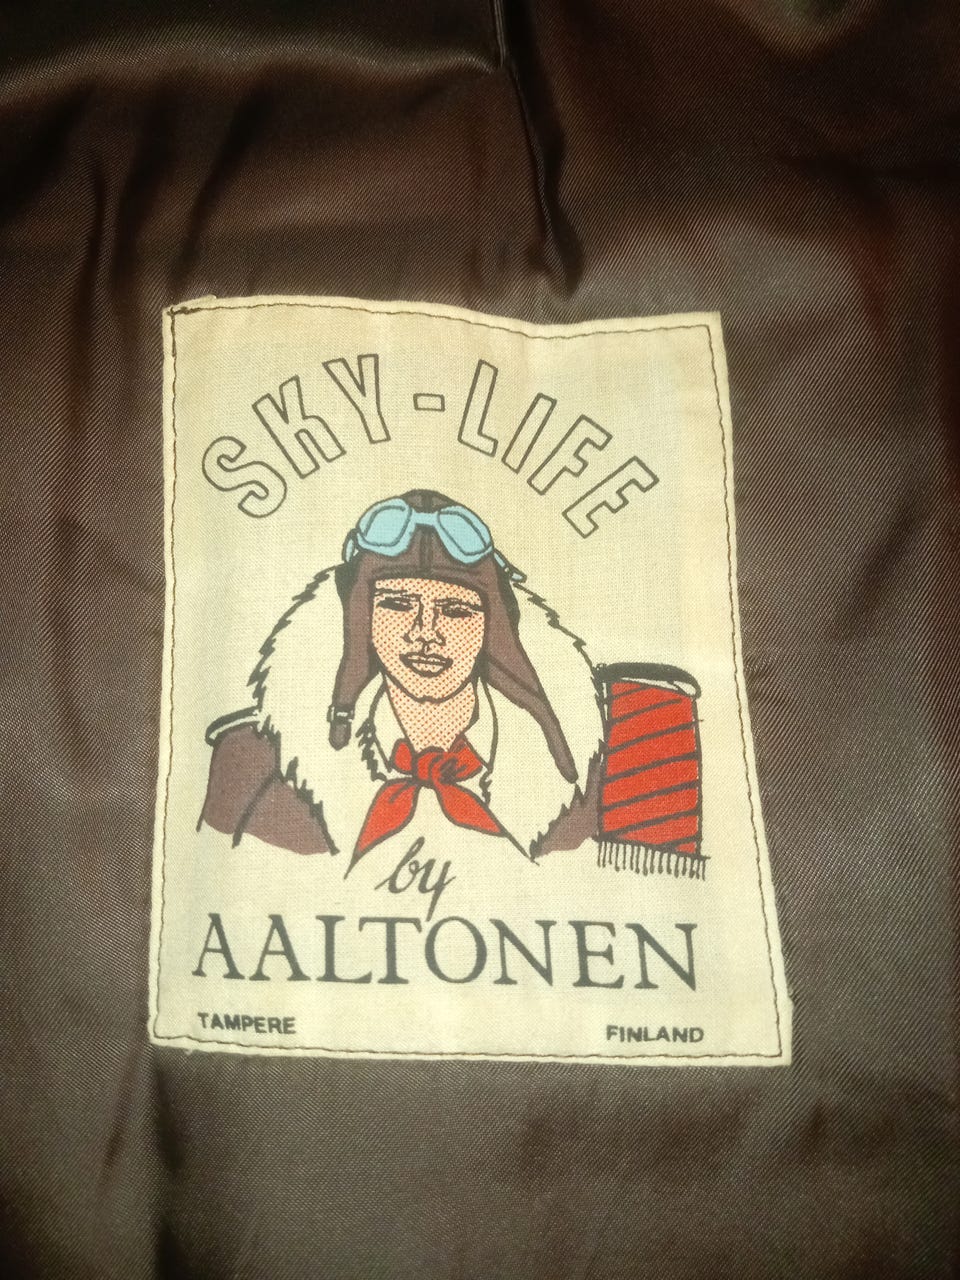 SKY-LIFE
by
AALTONEN
TAMPERE FINLAND